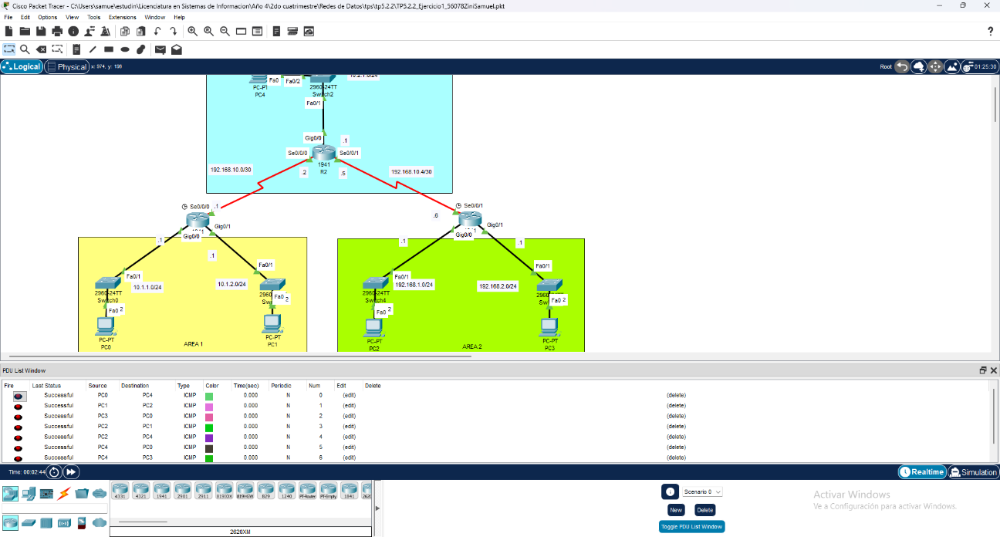 Cisco Packet Tracer - C:\Users\samue\estudin\Licenciatura en Sistemas de Informacion\Año 4\2do cuatrimestre\Redes de Datos\tps\tp5.2.2\TP5.2.2_Ejercicio1_56078ZiniSamuel.pkt
File Edit Options View Tools Extensions Window Help
Logical Physical x: 974, y: 198 Root 01:25:30
PC-PT Fa0 Fa0/2 2960-24TT 10.2.1.0/24
PC4 Switch2
Fa0/1
Gig0/0 .1
Se0/0/0 Se0/0/1
1941
R2
192.168.10.0/30 .2 .5 192.168.10.4/30
Se0/0/0 .1 Se0/0/1
.6
Gig0/1 Gig0/1
Gig0/0 Gig0/0
.1 .1 .1
.1
Fa0/1 Fa0/1
Fa0/1 10.1.1.0/24 10.1.2.0/24 Fa0/1 192.168.1.0/24 192.168.2.0/24
2960-24TT 2960 2960-24TT 2960
Switch0 Sw Fa0 2 Switch4 Sw Fa0 2
Fa0 2 Fa0 2
PC-PT PC-PT PC-PT PC-PT
PC0 AREA 1 PC1 PC2 AREA 2 PC3
PDU List Window
Fire Last Status Source Destination Type Color Time(sec) Periodic Num Edit Delete
Successful PC0 PC4 ICMP 0.000 N 0 (edit) (delete)
Successful PC1 PC2 ICMP 0.000 N 1 (edit) (delete)
Successful PC3 PC0 ICMP 0.000 N 2 (edit) (delete)
Successful PC2 PC1 ICMP 0.000 N 3 (edit) (delete)
Successful PC2 PC4 ICMP 0.000 N 4 (edit) (delete)
Successful PC4 PC0 ICMP 0.000 N 5 (edit) (delete)
Successful PC4 PC3 ICMP 0.000 N 6 (edit) (delete)
Time: 00:02:44 Realtime Simulation
4331 4321 1941 2901 2911 819IOX 819HGW 829 1240 PT-Router PT-Empty 1841 262
Scenario 0
New Delete
Toggle PDU List Window
2620XM
Activar Windows
Ve a Configuración para activar Windows.